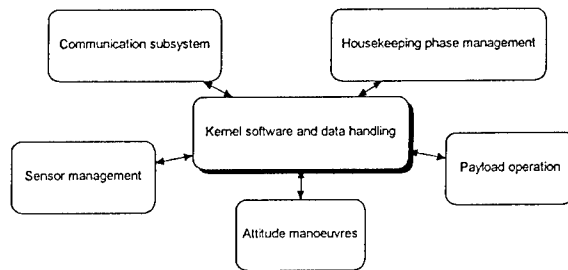 Communication subsystem
Housekeeping phase management
Kernel software and data handling
Sensor management
Payload operation
Attitude manoeuvres